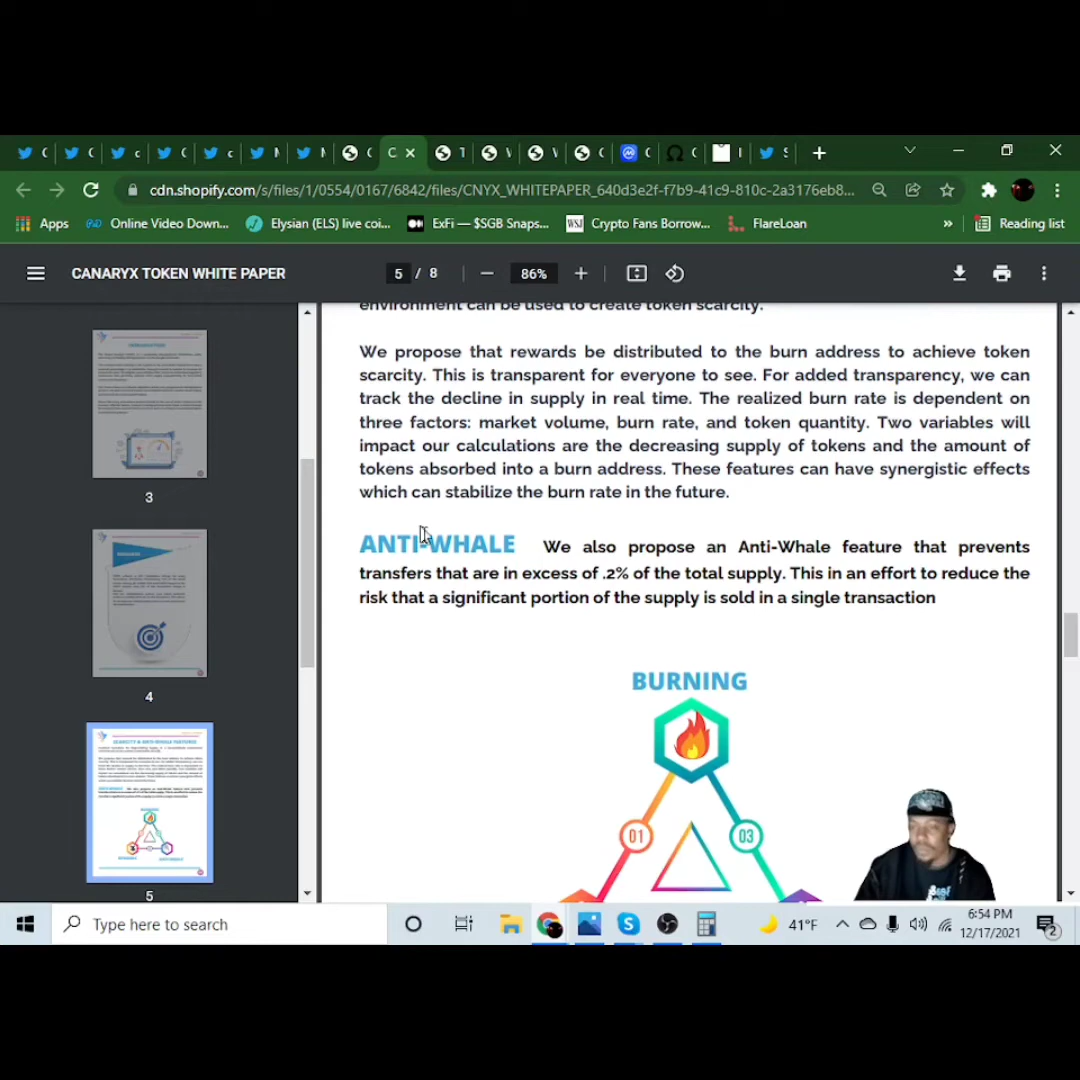 cdn.shopify.com/s/files/1/0554/0167/6842/files/CNYX_WHITEPAPER_640d3e2f-f7b9-41c9-810c-2a3176eb8...
Apps
Online Video Down...
Elysian (ELS) live coi...
ExFi — $SGB Snaps...
WSJ
Crypto Fans Borrow...
FlareLoan
»
Reading list
CANARYX TOKEN WHITE PAPER
5 / 8
86%
environment can be used to create token scarcity.
We propose that rewards be distributed to the burn address to achieve token
scarcity. This is transparent for everyone to see. For added transparency, we can
track the decline in supply in real time. The realized burn rate is dependent on
three factors: market volume, burn rate, and token quantity. Two variables will
impact our calculations are the decreasing supply of tokens and the amount of
tokens absorbed into a burn address. These features can have synergistic effects
which can stabilize the burn rate in the future.
ANTI-WHALE We also propose an Anti-Whale feature that prevents
transfers that are in excess of .2% of the total supply. This in an effort to reduce the
risk that a significant portion of the supply is sold in a single transaction
BURNING
01
03
3
4
5
Type here to search
41°F
6:54 PM
12/17/2021
2